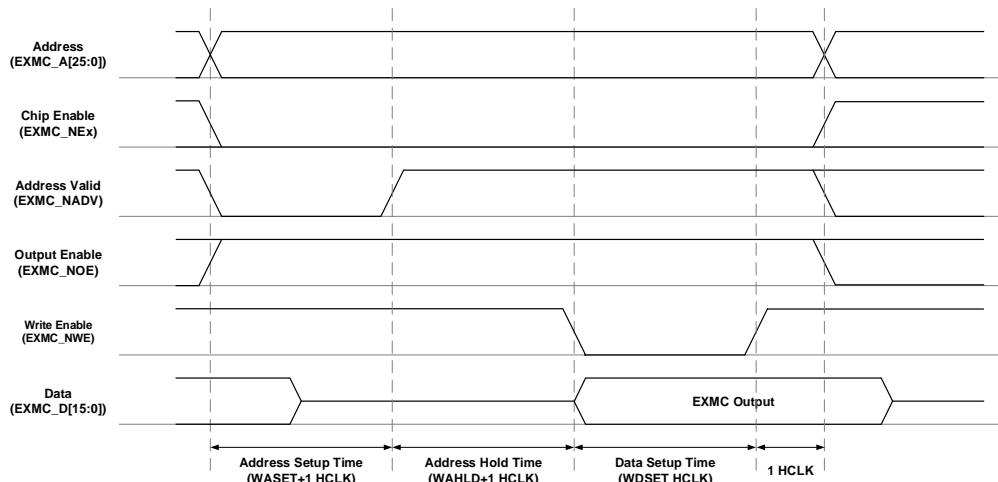 Address
(EXMC_A[25:0])
Chip Enable
(EXMC_NEx)
Address Valid
(EXMC_NADV)
Output Enable
(EXMC_NOE)
Write Enable
(EXMC_NWE)
Data
(EXMC_D[15:0])
EXMC Output
Address Setup Time
(WASET+1 HCLK)
Address Hold Time
(WAHLD+1 HCLK)
Data Setup Time
(WDSET HCLK)
1 HCLK